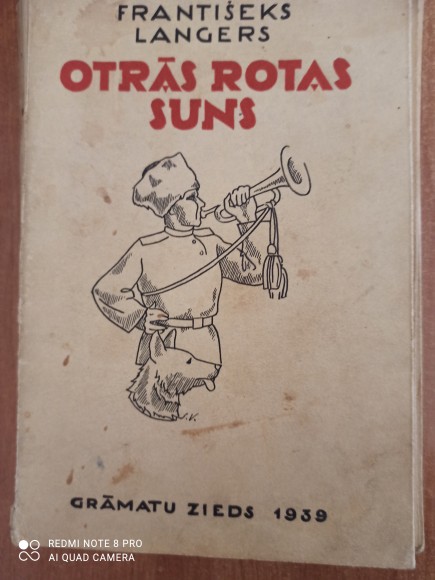 FRANTIŠEKS
LANGERS
OTRĀS ROTAS
SUNS
J.V.
GRĀMATU ZIEDS 1939
REDMI NOTE 8 PRO
AI QUAD CAMERA